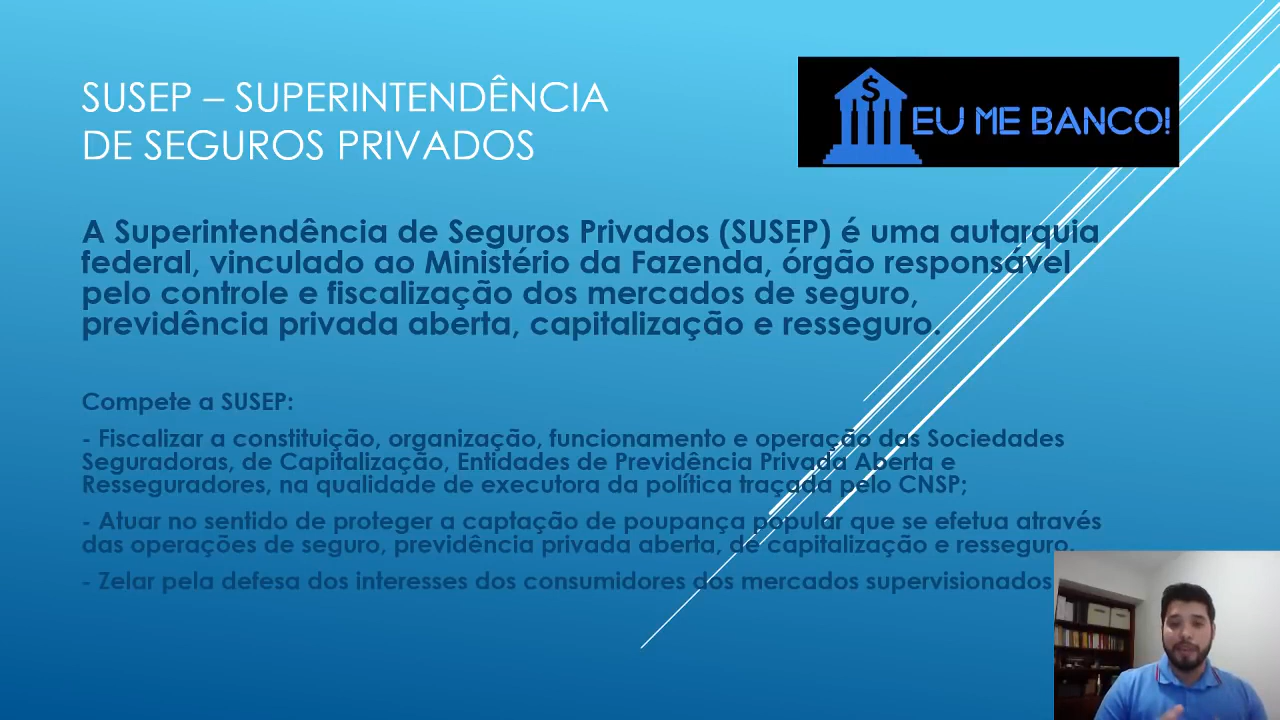 SUSEP – SUPERINTENDÊNCIA
DE SEGUROS PRIVADOS
$ EU ME BANCO!
A Superintendência de Seguros Privados (SUSEP) é uma autarquia
federal, vinculado ao Ministério da Fazenda, órgão responsável
pelo controle e fiscalização dos mercados de seguro,
previdência privada aberta, capitalização e resseguro.
Compete a SUSEP:
- Fiscalizar a constituição, organização, funcionamento e operação das Sociedades
Seguradoras, de Capitalização, Entidades de Previdência Privada Aberta e
Resseguradores, na qualidade de executora da política traçada pelo CNSP;
- Atuar no sentido de proteger a captação de poupança popular que se efetua através
das operações de seguro, previdência privada aberta, de capitalização e resseguro.
- Zelar pela defesa dos interesses dos consumidores dos mercados supervisionados